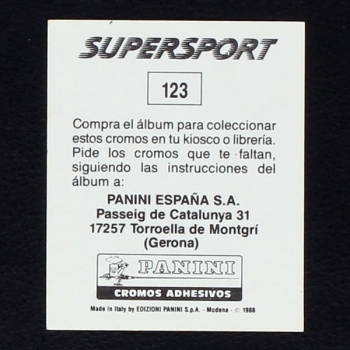 SUPERSPORT
123
Compra el álbum para coleccionar
estos cromos en tu kiosco o librería.
Pide los cromos que te faltan,
siguiendo las instrucciones del
álbum a:
PANINI ESPAÑA S.A.
Passeig de Catalunya 31
17257 Torroella de Montgrí
(Gerona)
PANINI
CROMOS ADHESIVOS
Made in Italy by EDIZIONI PANINI S.p.A. - Modena - © 1988